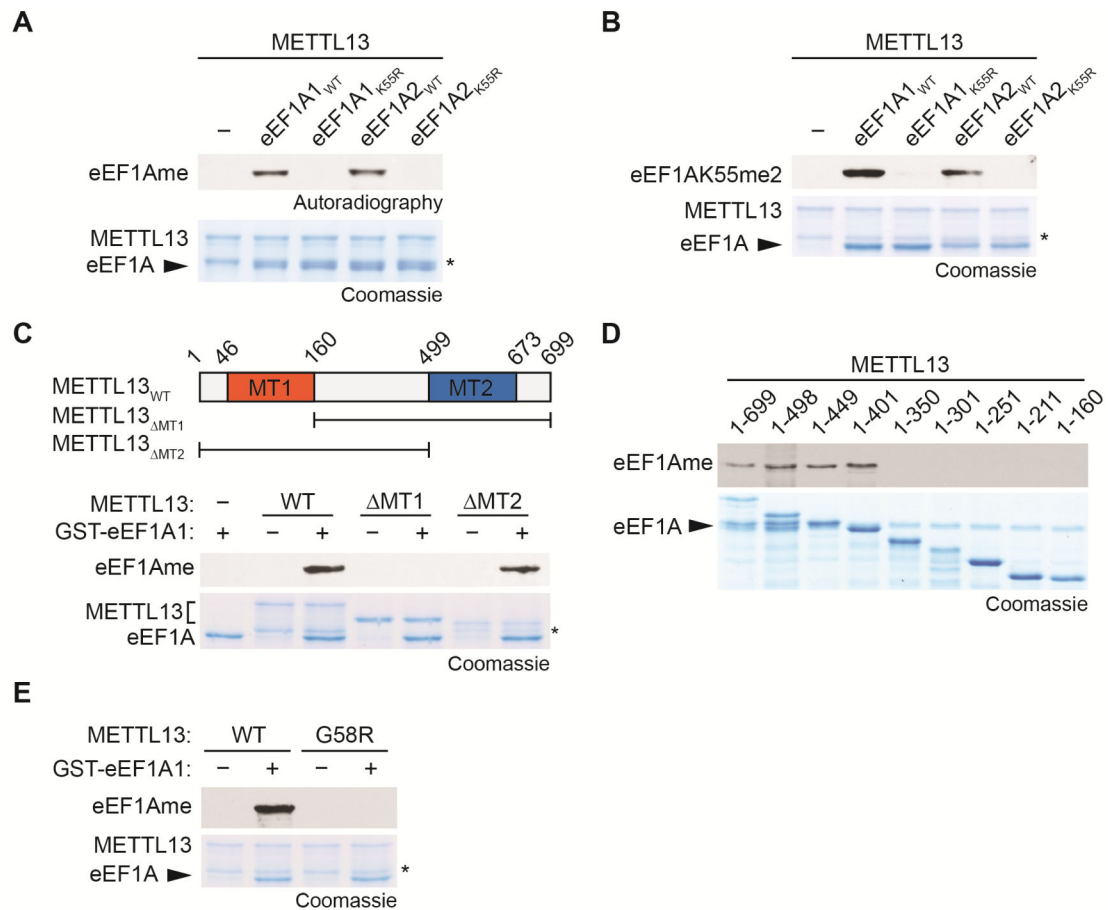 A
METTL13
– eEF1A1WT eEF1A1K55R eEF1A2WT eEF1A2K55R
eEF1Ame
Autoradiography
METTL13
eEF1A *
Coomassie
B
METTL13
– eEF1A1WT eEF1A1K55R eEF1A2WT eEF1A2K55R
eEF1AK55me2
METTL13
eEF1A *
Coomassie
C
1 46 160 499 673 699
METTL13WT MT1 MT2
METTL13ΔMT1
METTL13ΔMT2
METTL13: – WT ΔMT1 ΔMT2
GST-eEF1A1: + – + – + – +
eEF1Ame
METTL13
eEF1A *
Coomassie
D
METTL13
1-699 1-498 1-449 1-401 1-350 1-301 1-251 1-211 1-160
eEF1Ame
eEF1A
Coomassie
E
METTL13: WT G58R
GST-eEF1A1: – + – +
eEF1Ame
METTL13
eEF1A *
Coomassie